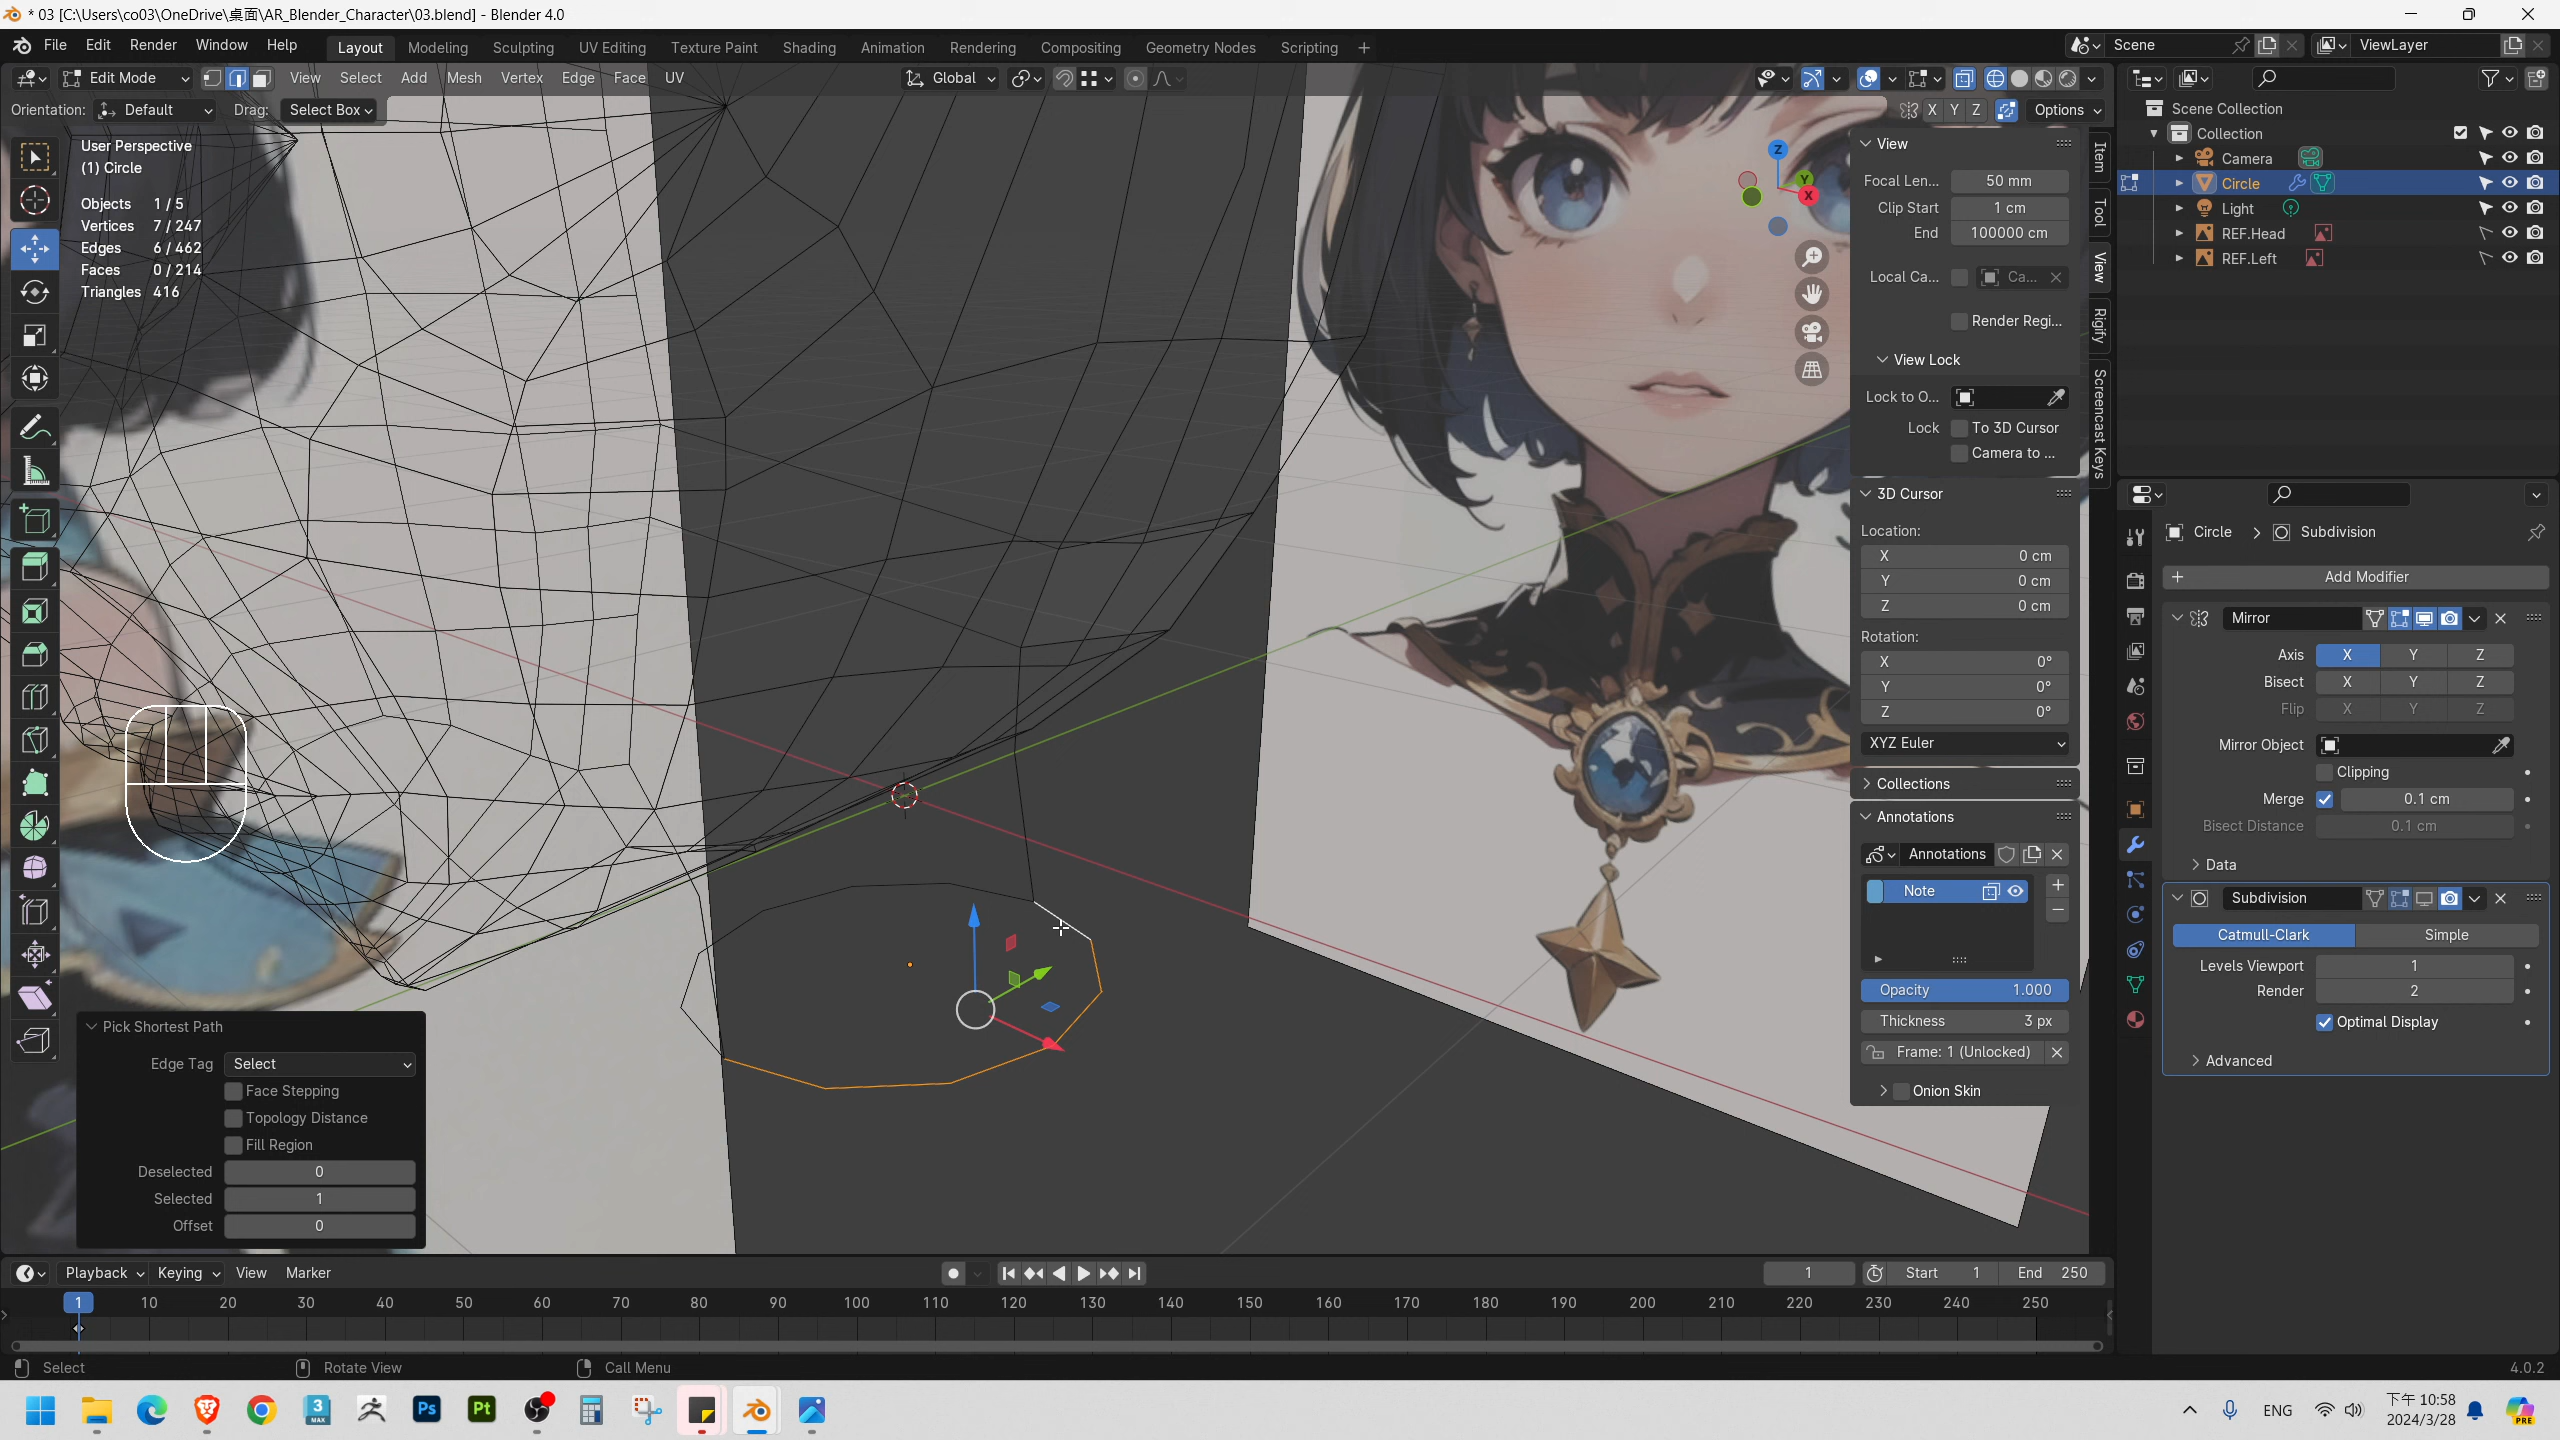 * 03 [C:\Users\co03\OneDrive\桌面\AR_Blender_Character\03.blend] - Blender 4.0
File Edit Render Window Help Layout Modeling Sculpting UV Editing Texture Paint Shading Animation Rendering Compositing Geometry Nodes Scripting + Scene ViewLayer
Edit Mode View Select Add Mesh Vertex Edge Face UV Global
Orientation: Default Drag: Select Box X Y Z Options
User Perspective
(1) Circle
Objects 1 / 5
Vertices 7 / 247
Edges 6 / 462
Faces 0 / 214
Triangles 416
Z
Y
X
View
Focal Len... 50 mm
Clip Start 1 cm
End 100000 cm
Local Ca... Ca...
Render Regi...
View Lock
Lock to O...
Lock To 3D Cursor
Camera to ...
3D Cursor
Location:
X 0 cm
Y 0 cm
Z 0 cm
Rotation:
X 0°
Y 0°
Z 0°
XYZ Euler
Collections
Annotations
Annotations
Note
Opacity 1.000
Thickness 3 px
Frame: 1 (Unlocked)
Onion Skin
Item
Tool
View
Rigify
Screencast Keys
Scene Collection
Collection
Camera
Circle
Light
REF.Head
REF.Left
Circle Subdivision
Add Modifier
Mirror
Axis X Y Z
Bisect X Y Z
Flip X Y Z
Mirror Object
Clipping
Merge 0.1 cm
Bisect Distance 0.1 cm
Data
Subdivision
Catmull-Clark Simple
Levels Viewport 1
Render 2
Optimal Display
Advanced
Pick Shortest Path
Edge Tag Select
Face Stepping
Topology Distance
Fill Region
Deselected 0
Selected 1
Offset 0
Playback Keying View Marker 1 Start 1 End 250
1 10 20 30 40 50 60 70 80 90 100 110 120 130 140 150 160 170 180 190 200 210 220 230 240 250
Select Rotate View Call Menu 4.0.2
3 MAX Ps Pt ENG 下午 10:58
2024/3/28 PRE